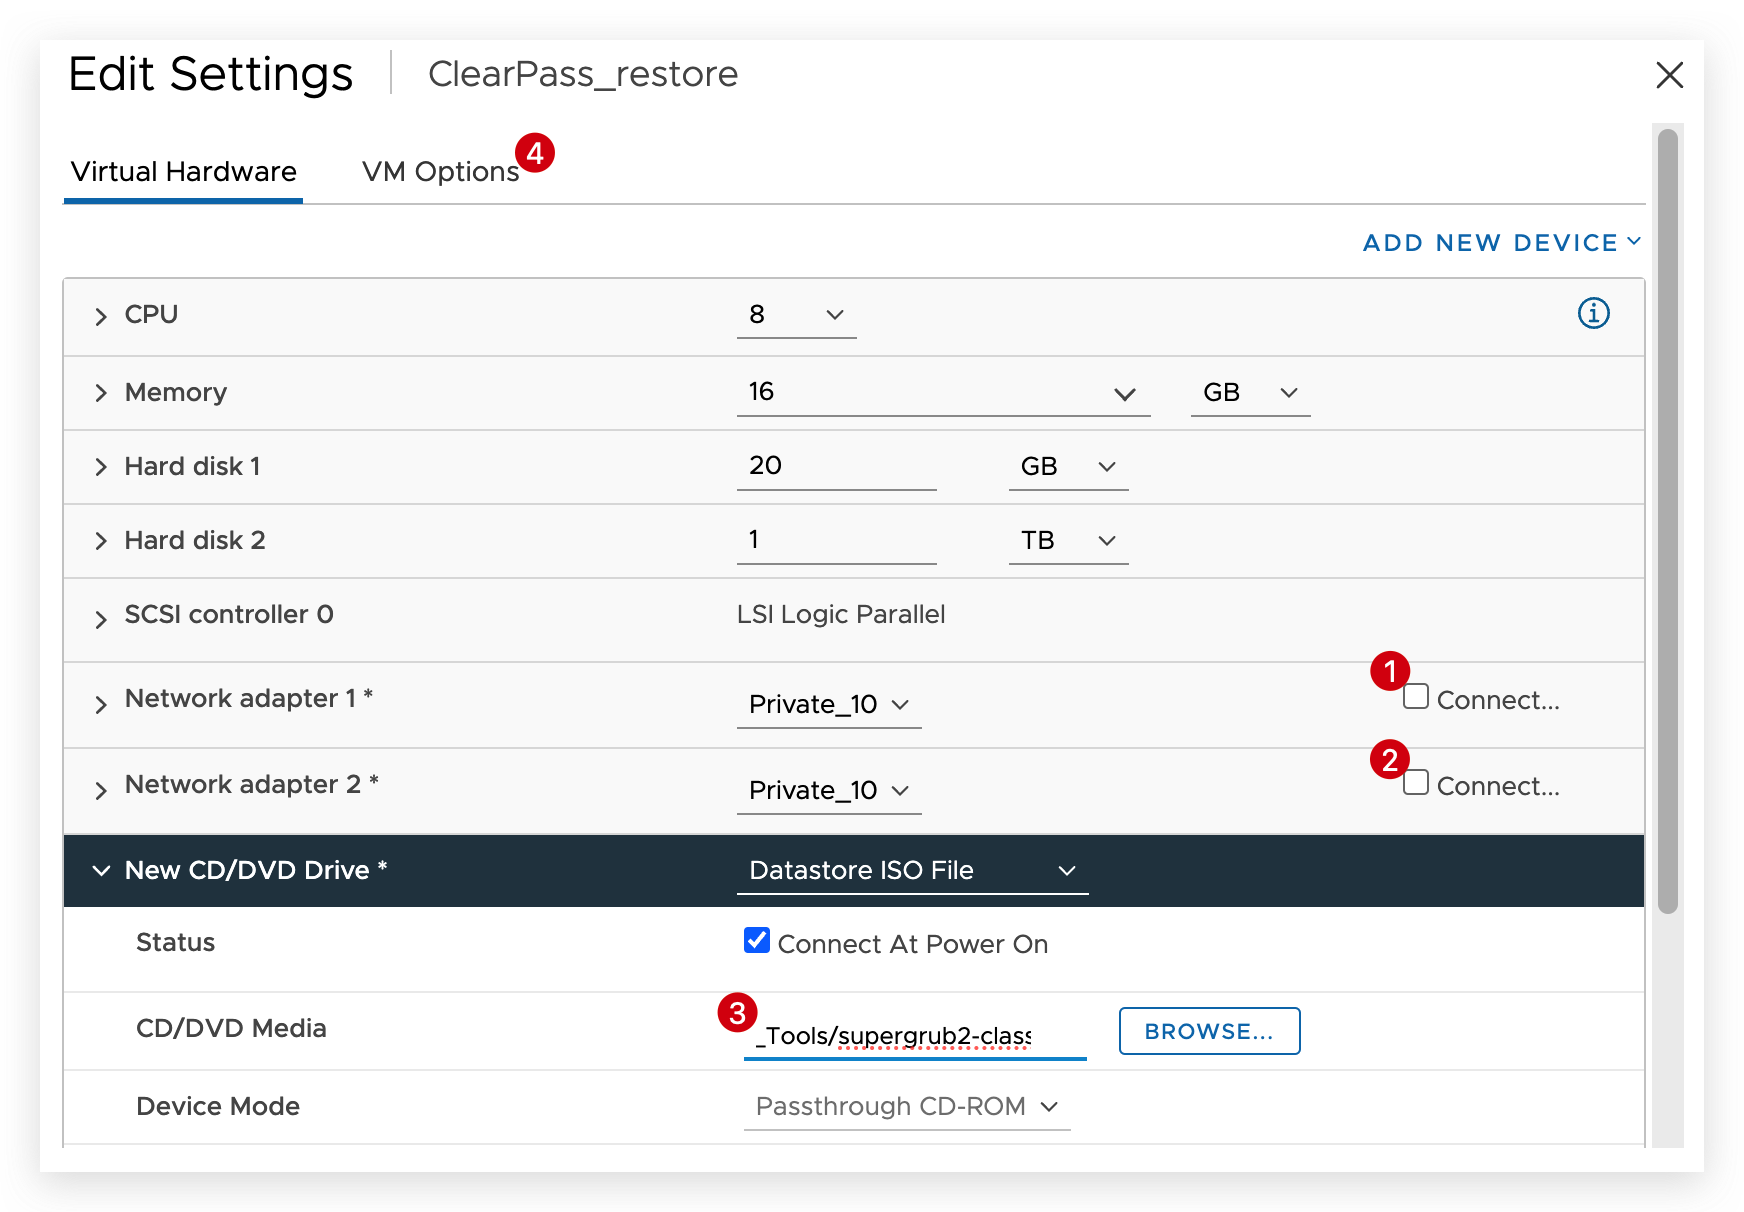 Edit Settings ClearPass_restore
4
Virtual Hardware VM Options
ADD NEW DEVICE
CPU 8
Memory 16 GB
Hard disk 1 20 GB
Hard disk 2 1 TB
SCSI controller 0 LSI Logic Parallel
1
Network adapter 1 * Private_10 Connect...
2
Network adapter 2 * Private_10 Connect...
New CD/DVD Drive * Datastore ISO File
Status Connect At Power On
3
CD/DVD Media _Tools/supergrub2-class BROWSE...
Device Mode Passthrough CD-ROM